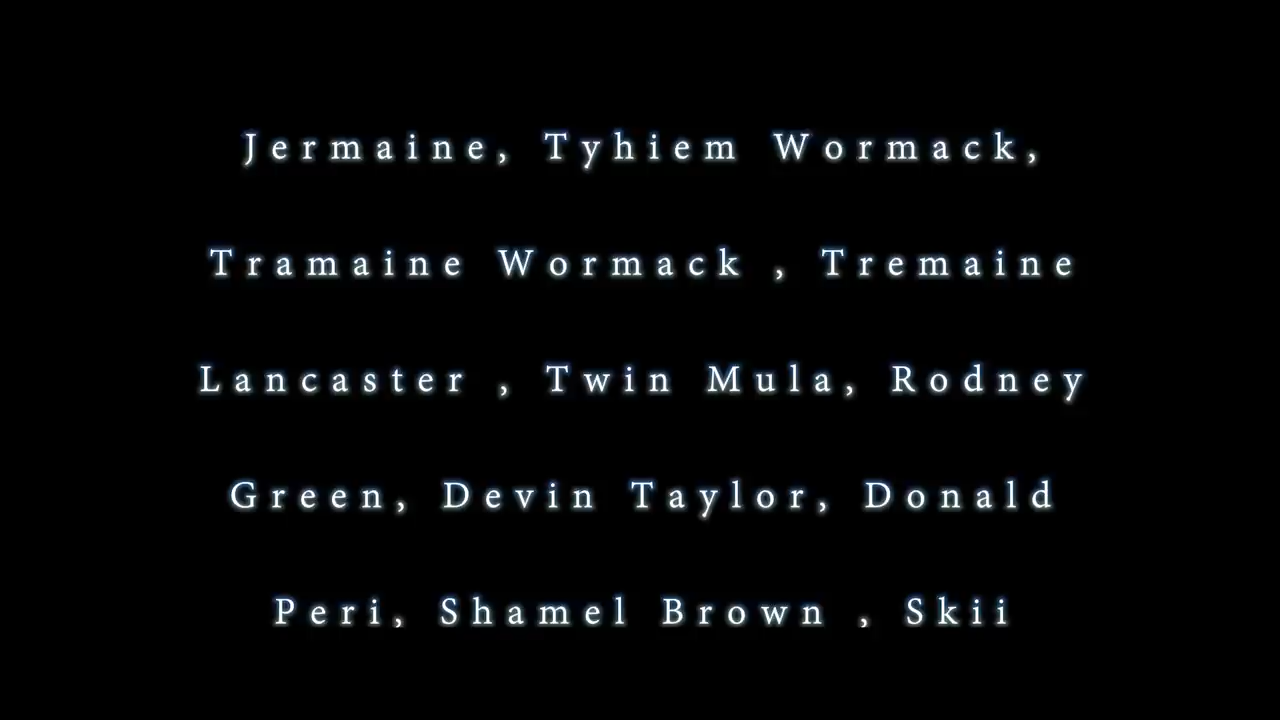 Jermaine, Tyhiem Wormack,
Tramaine Wormack , Tremaine
Lancaster , Twin Mula, Rodney
Green, Devin Taylor, Donald
Peri, Shamel Brown , Skii